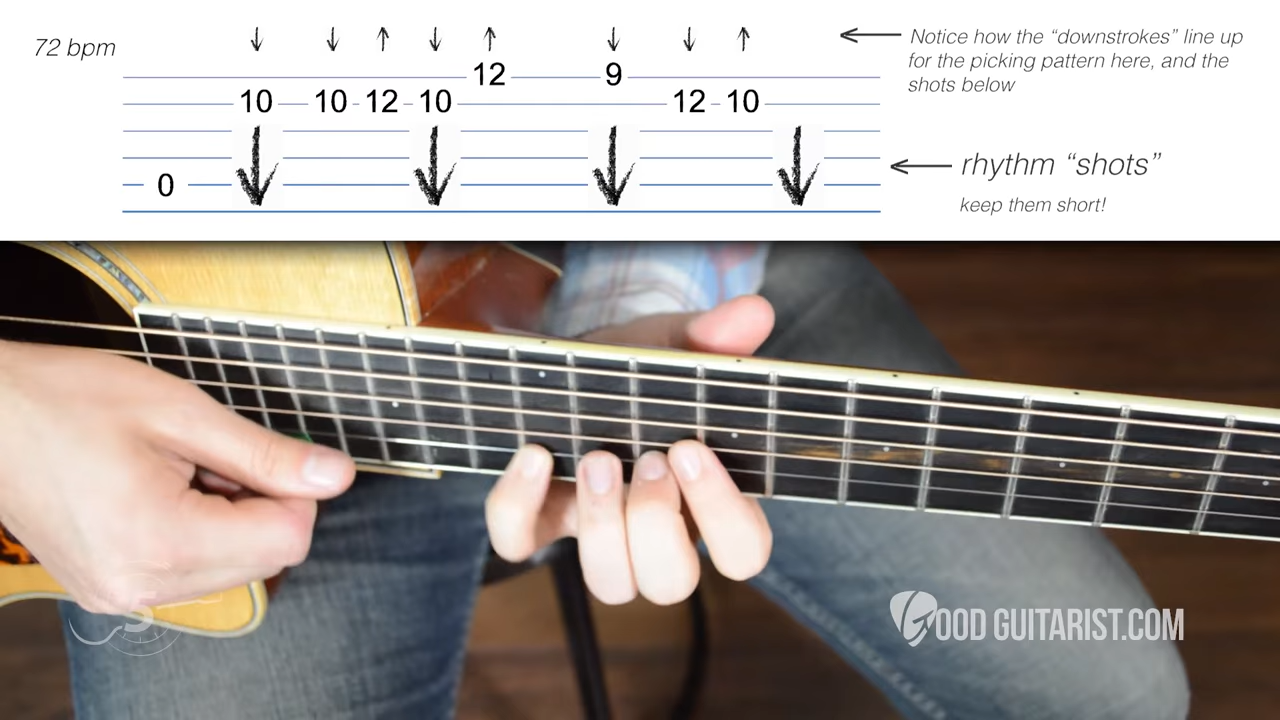 72 bpm
Notice how the “downstrokes” line up
for the picking pattern here, and the
shots below
12 9
10 10 12 10 12 10
0
rhythm “shots”
keep them short!
GOOD GUITARIST.COM